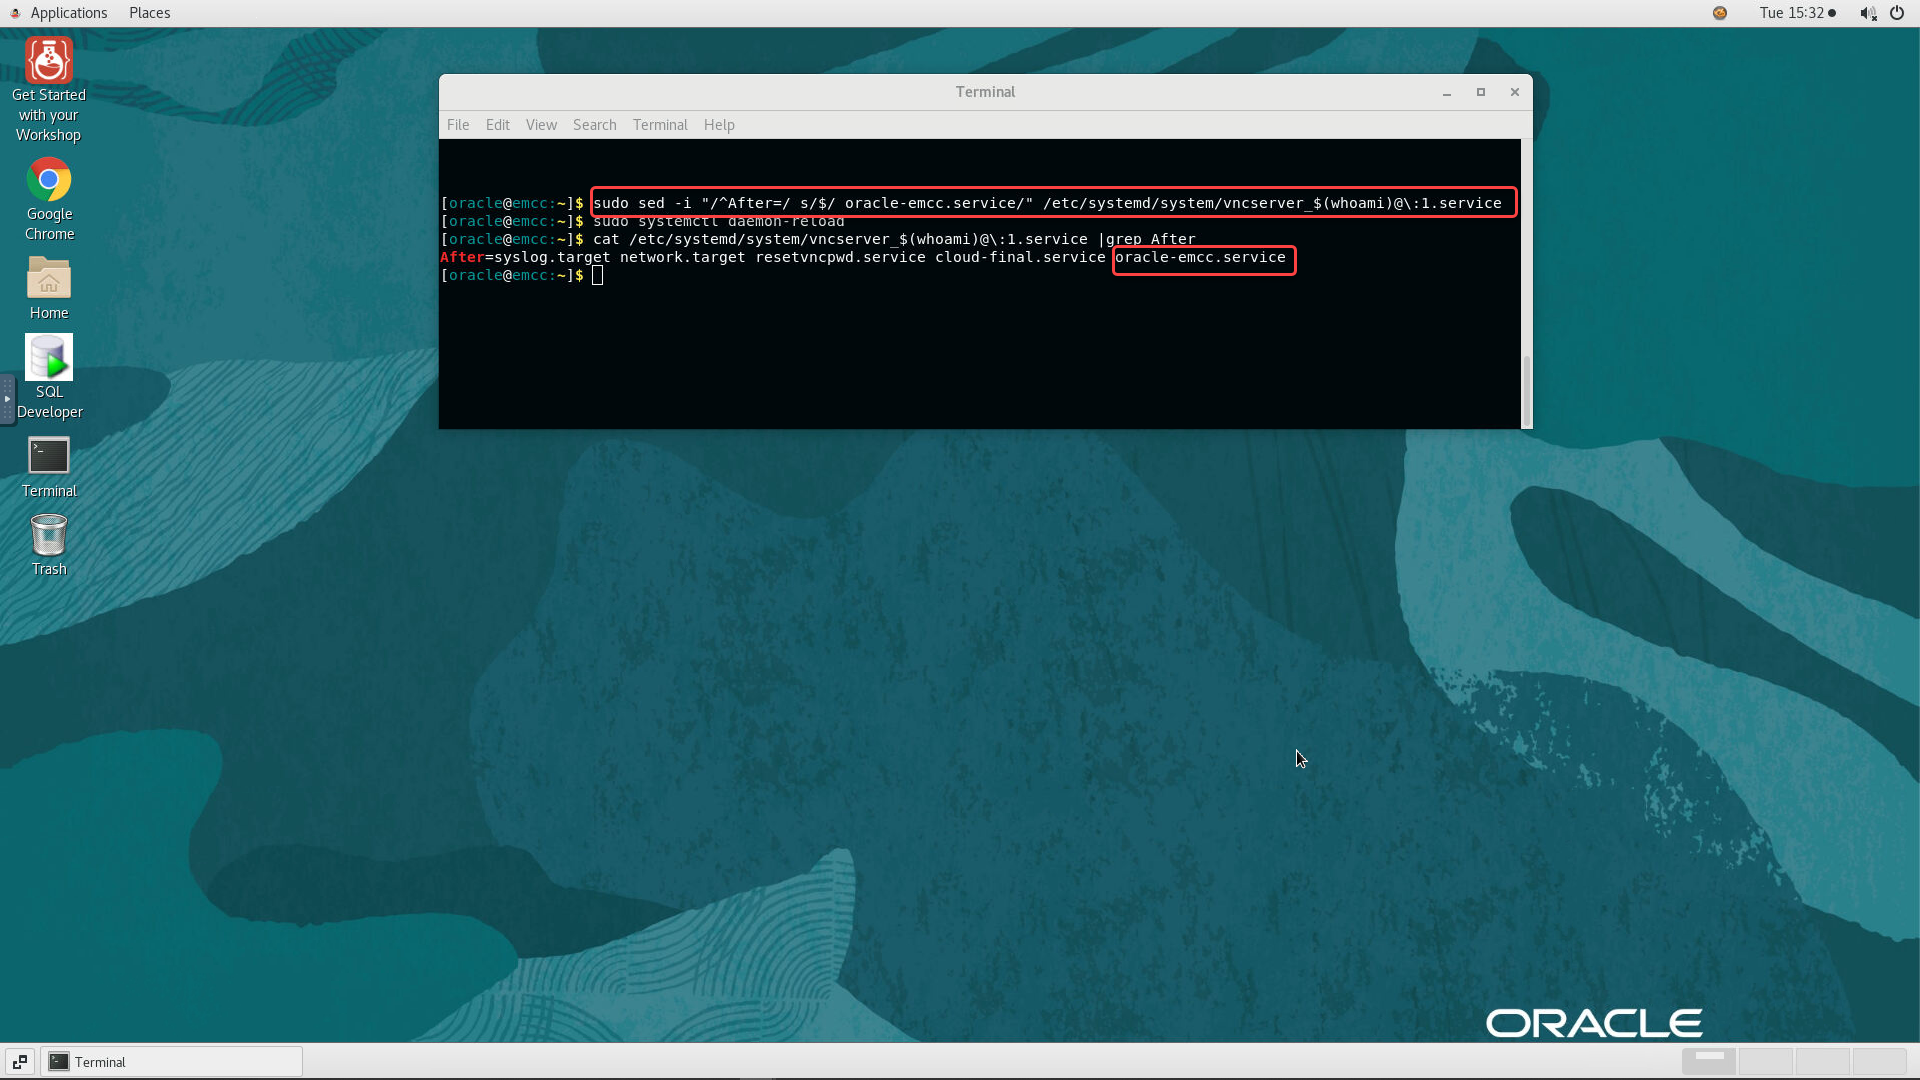 Applications Places Tue 15:32
Get Started
with your
Workshop
Google
Chrome
Home
SQL
Developer
Terminal
Trash
Terminal
File Edit View Search Terminal Help
[oracle@emcc:~]$ sudo sed -i "/^After=/ s/$/ oracle-emcc.service/" /etc/systemd/system/vncserver_$(whoami)@\:1.service
[oracle@emcc:~]$ sudo systemctl daemon-reload
[oracle@emcc:~]$ cat /etc/systemd/system/vncserver_$(whoami)@\:1.service |grep After
After=syslog.target network.target resetvncpwd.service cloud-final.service oracle-emcc.service
[oracle@emcc:~]$
ORACLE
Terminal